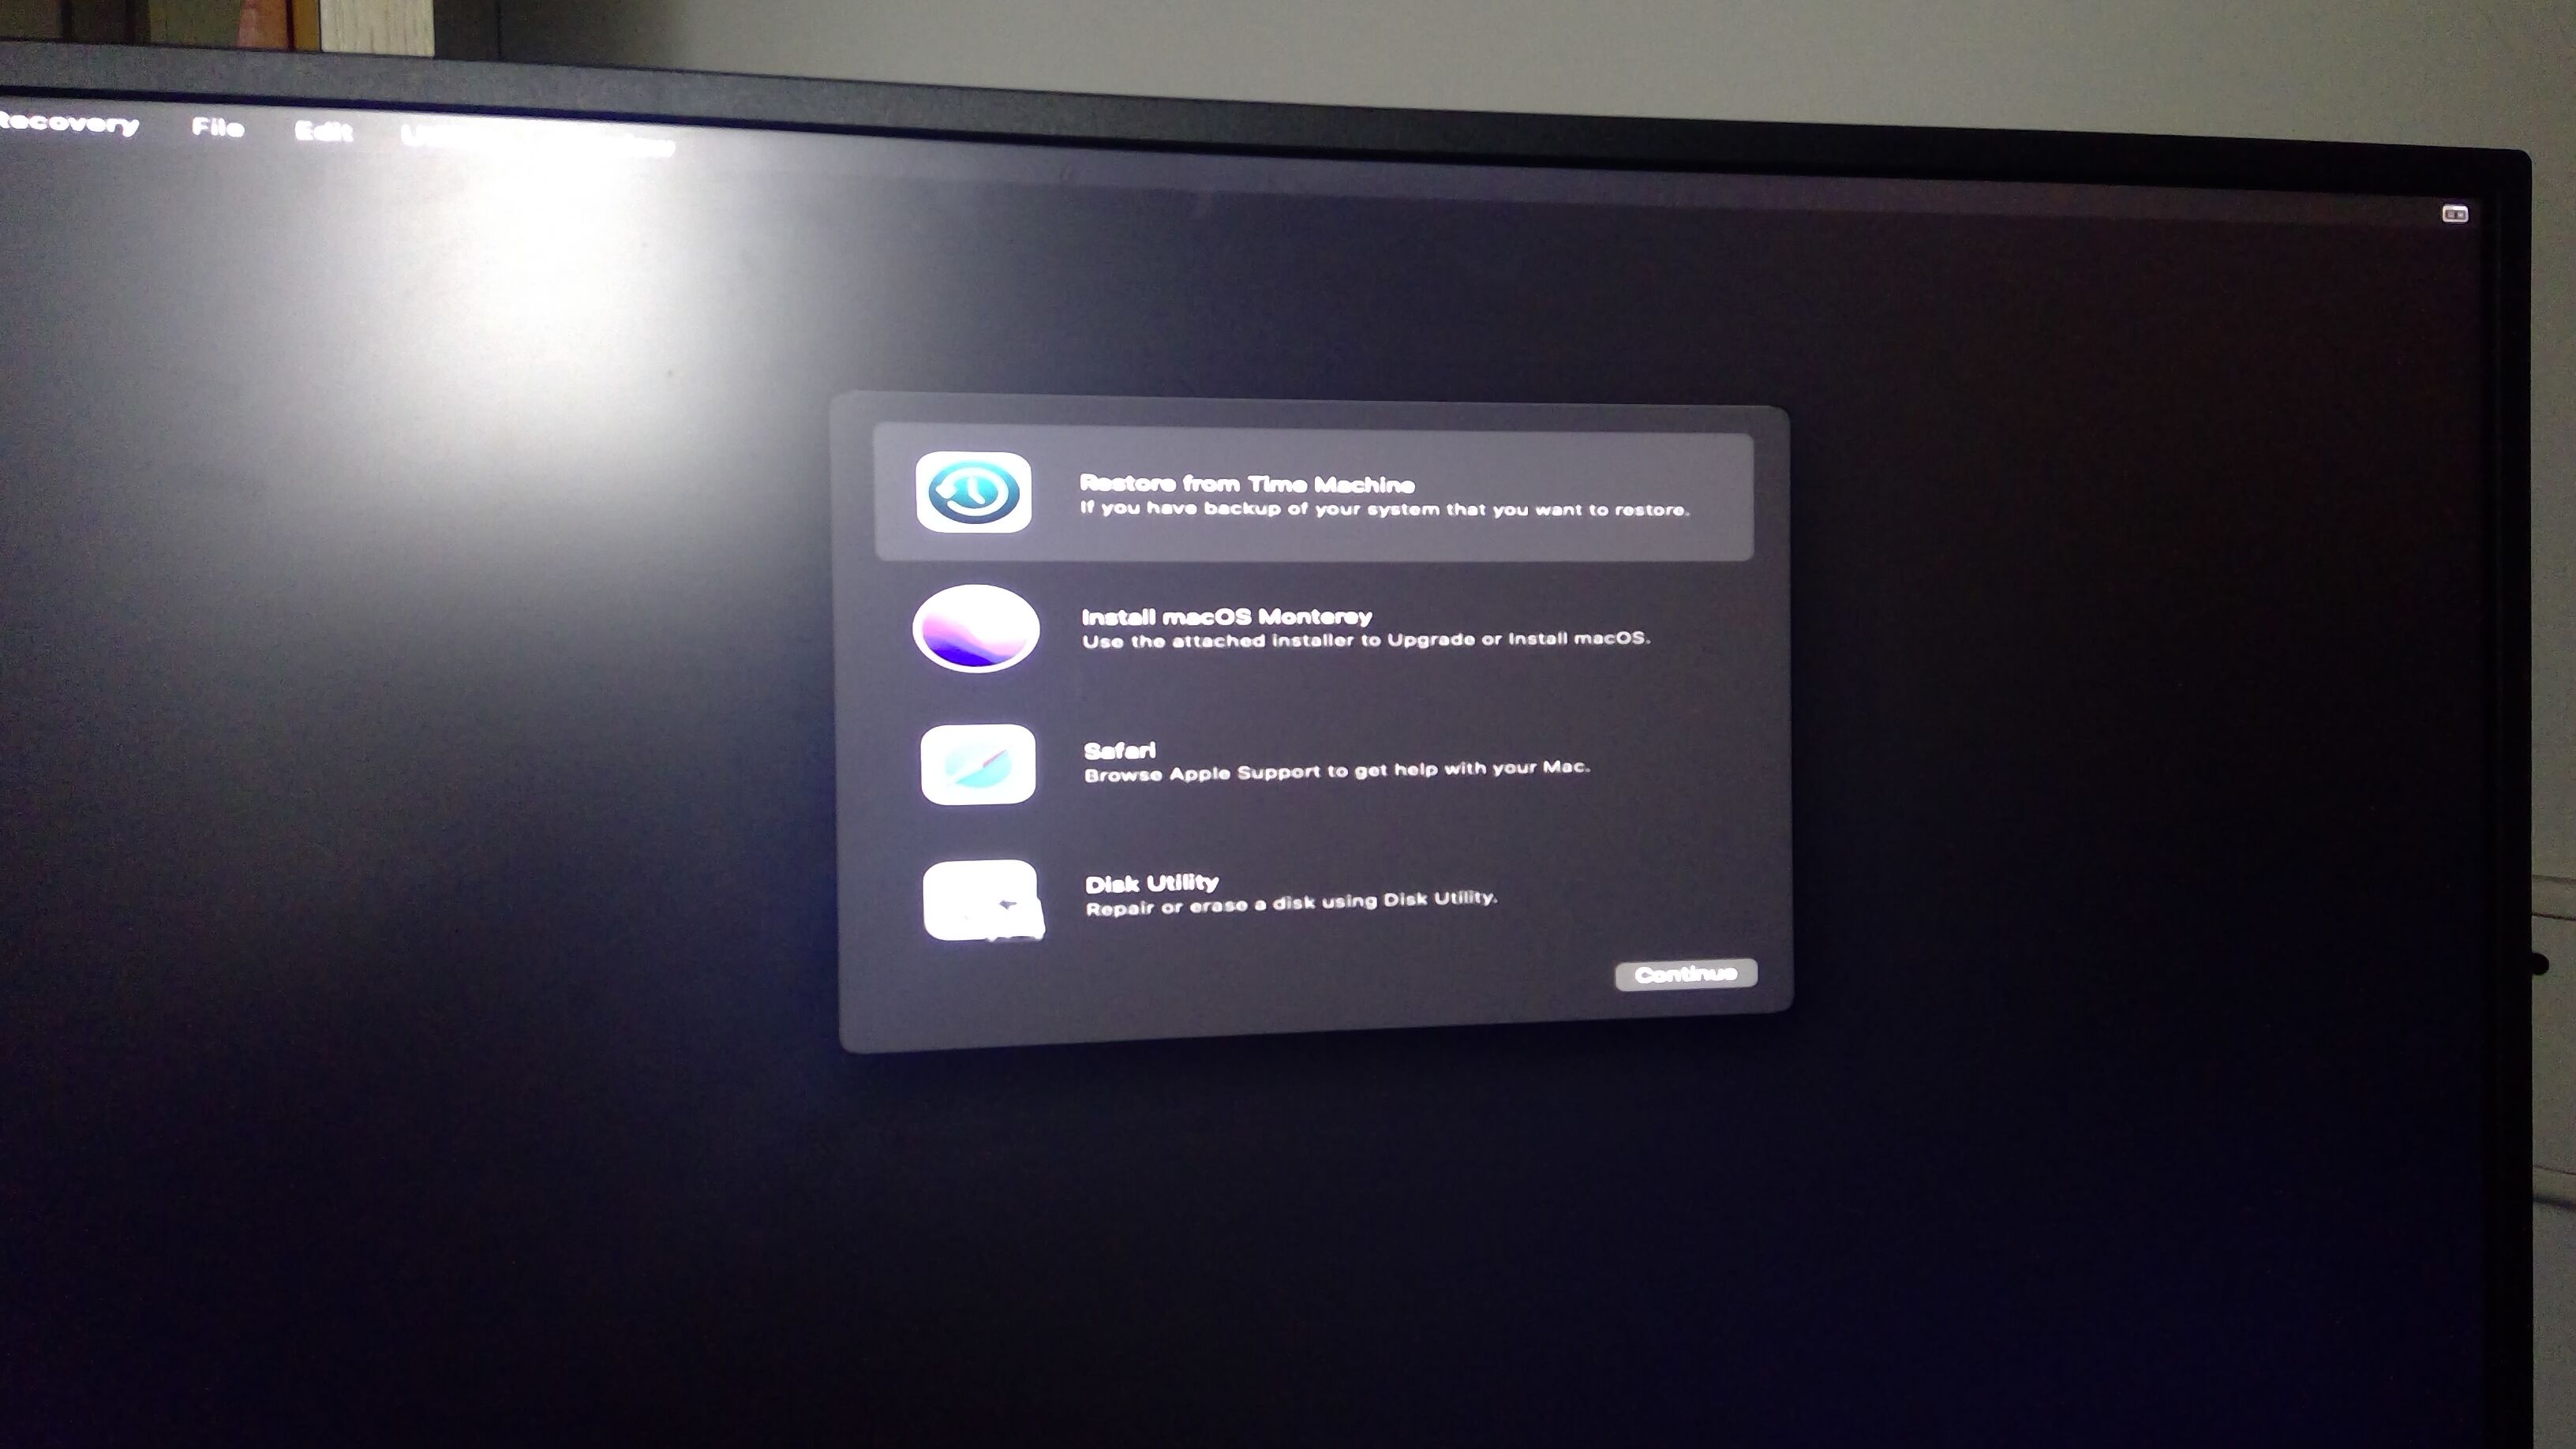 Recovery File Edit
Restore from Time Machine
If you have backup of your system that you want to restore.
Install macOS Monterey
Use the attached installer to Upgrade or Install macOS.
Safari
Browse Apple Support to get help with your Mac.
Disk Utility
Repair or erase a disk using Disk Utility.
Continue